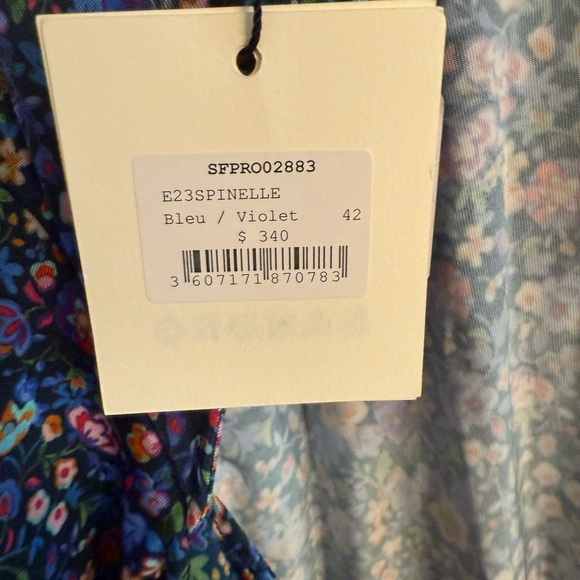 SFPRO02883
E23SPINELLE
Bleu / Violet 42
$ 340
3 607171 870783